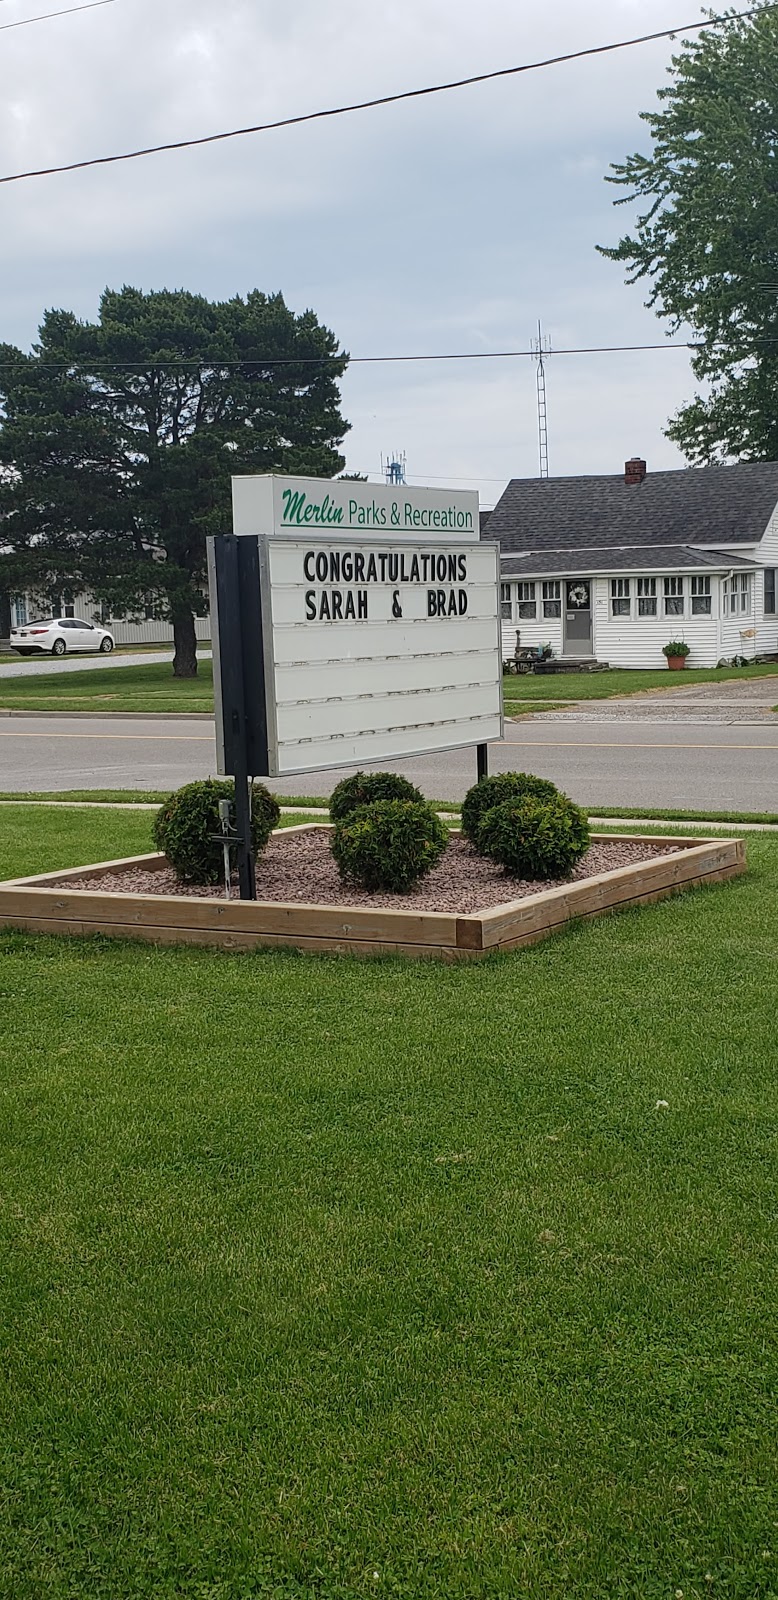 Merlin Parks & Recreation
CONGRATULATIONS
SARAH & BRAD